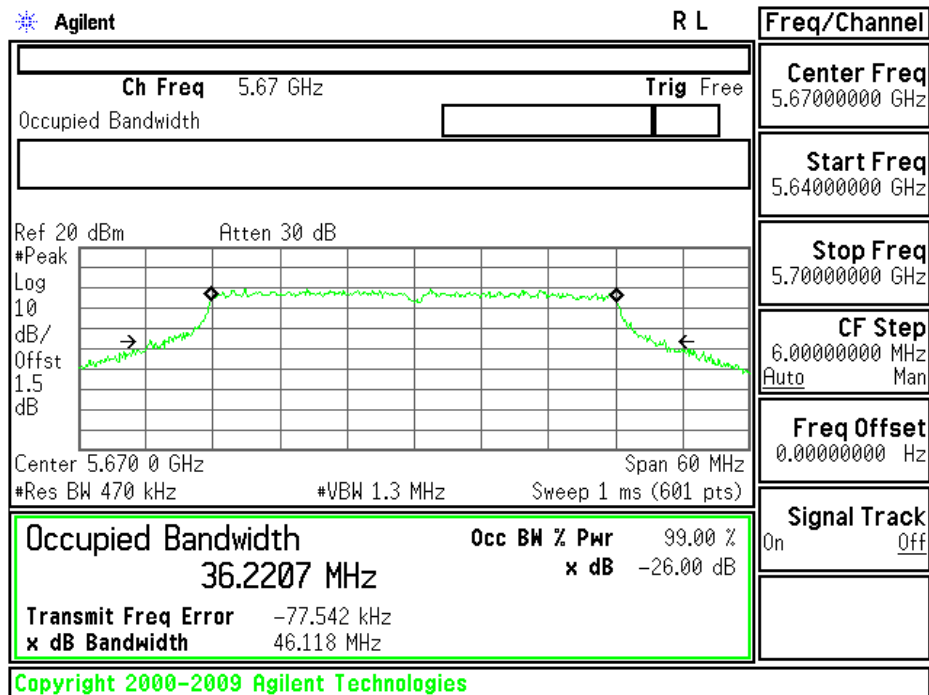 Agilent R L
Freq/Channel
Ch Freq 5.67 GHz Trig Free
Occupied Bandwidth
Center Freq
5.67000000 GHz
Start Freq
5.64000000 GHz
Stop Freq
5.70000000 GHz
CF Step
6.00000000 MHz
Auto Man
Freq Offset
0.00000000 Hz
Signal Track
On Off
Ref 20 dBm Atten 30 dB
#Peak
Log
10
dB/
Offst
1.5
dB
Center 5.670 0 GHz Span 60 MHz
#Res BW 470 kHz #VBW 1.3 MHz Sweep 1 ms (601 pts)
Occupied Bandwidth Occ BW % Pwr 99.00 %
36.2207 MHz x dB -26.00 dB
Transmit Freq Error -77.542 kHz
x dB Bandwidth 46.118 MHz
Copyright 2000-2009 Agilent Technologies